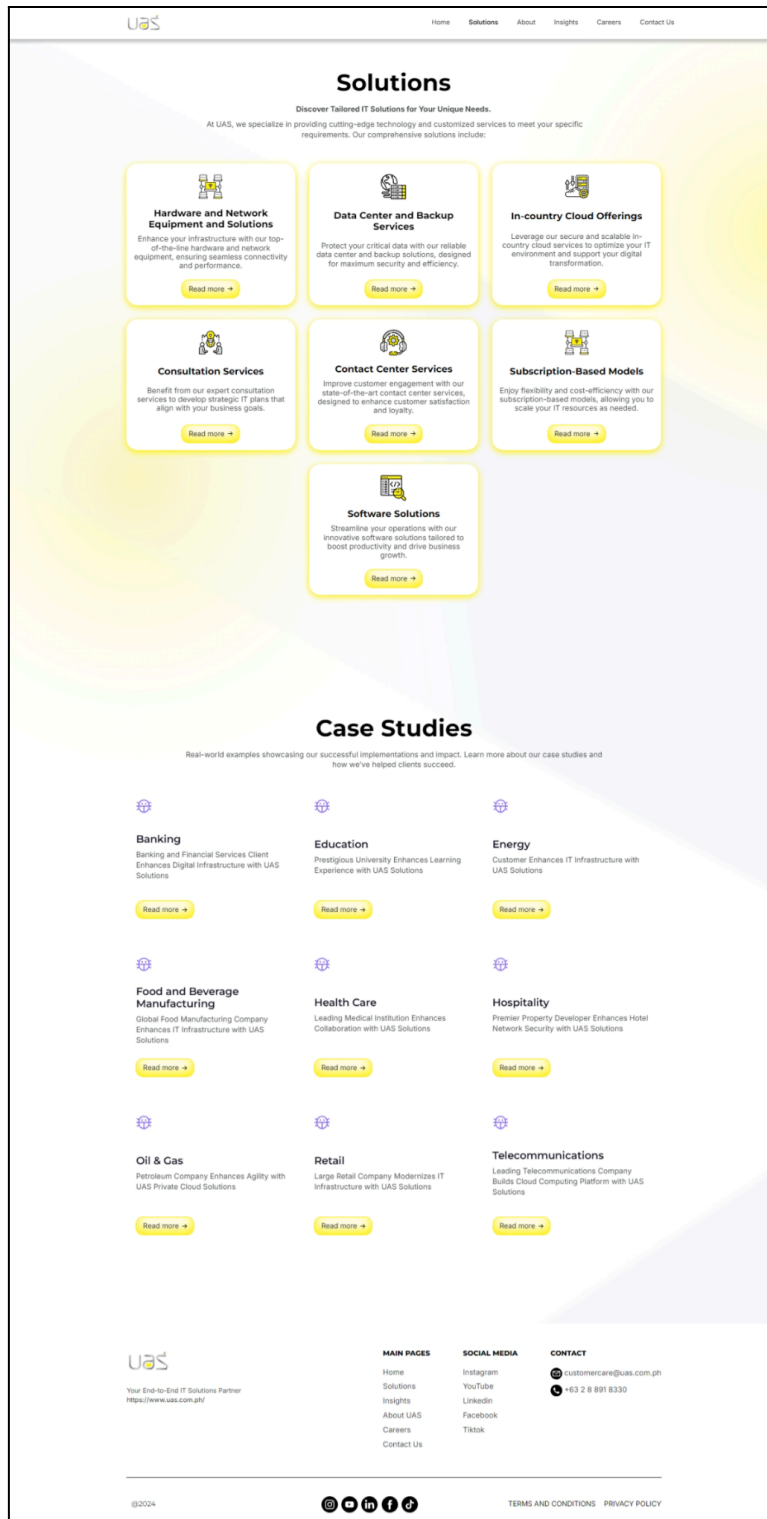 uas
Home Solutions About Insights Careers Contact Us
Solutions
Discover Tailored IT Solutions for Your Unique Needs.
At UAS, we specialize in providing cutting-edge technology and customized services to meet your specific
requirements. Our comprehensive solutions include:
Hardware and Network
Equipment and Solutions
Enhance your infrastructure with our top-
of-the-line hardware and network
equipment, ensuring seamless connectivity
and performance.
Read more →
Data Center and Backup
Services
Protect your critical data with our reliable
data center and backup solutions, designed
for maximum security and efficiency.
Read more →
In-country Cloud Offerings
Leverage our secure and scalable in-
country cloud services to optimize your IT
environment and support your digital
transformation.
Read more →
Consultation Services
Benefit from our expert consultation
services to develop strategic IT plans that
align with your business goals.
Read more →
Contact Center Services
Improve customer engagement with our
state-of-the-art contact center services,
designed to enhance customer satisfaction
and loyalty.
Read more →
Subscription-Based Models
Enjoy flexibility and cost-efficiency with our
subscription-based models, allowing you to
scale your IT resources as needed.
Read more →
Software Solutions
Streamline your operations with our
innovative software solutions tailored to
boost productivity and drive business
growth.
Read more →
Case Studies
Real-world examples showcasing our successful implementations and impact. Learn more about our case studies and
how we've helped clients succeed.
Banking
Banking and Financial Services Client
Enhances Digital Infrastructure with UAS
Solutions
Read more →
Education
Prestigious University Enhances Learning
Experience with UAS Solutions
Read more →
Energy
Customer Enhances IT Infrastructure with
UAS Solutions
Read more →
Food and Beverage
Manufacturing
Global Food Manufacturing Company
Enhances IT Infrastructure with UAS
Solutions
Read more →
Health Care
Leading Medical Institution Enhances
Collaboration with UAS Solutions
Read more →
Hospitality
Premier Property Developer Enhances Hotel
Network Security with UAS Solutions
Read more →
Oil & Gas
Petroleum Company Enhances Agility with
UAS Private Cloud Solutions
Read more →
Retail
Large Retail Company Modernizes IT
Infrastructure with UAS Solutions
Read more →
Telecommunications
Leading Telecommunications Company
Builds Cloud Computing Platform with UAS
Solutions
Read more →
uas
Your End-to-End IT Solutions Partner
https://www.uas.com.ph/
MAIN PAGES
Home
Solutions
Insights
About UAS
Careers
Contact Us
SOCIAL MEDIA
Instagram
YouTube
Linkedin
Facebook
Tiktok
CONTACT
customercare@uas.com.ph
+63 2 8 891 8330
@2024
TERMS AND CONDITIONS PRIVACY POLICY